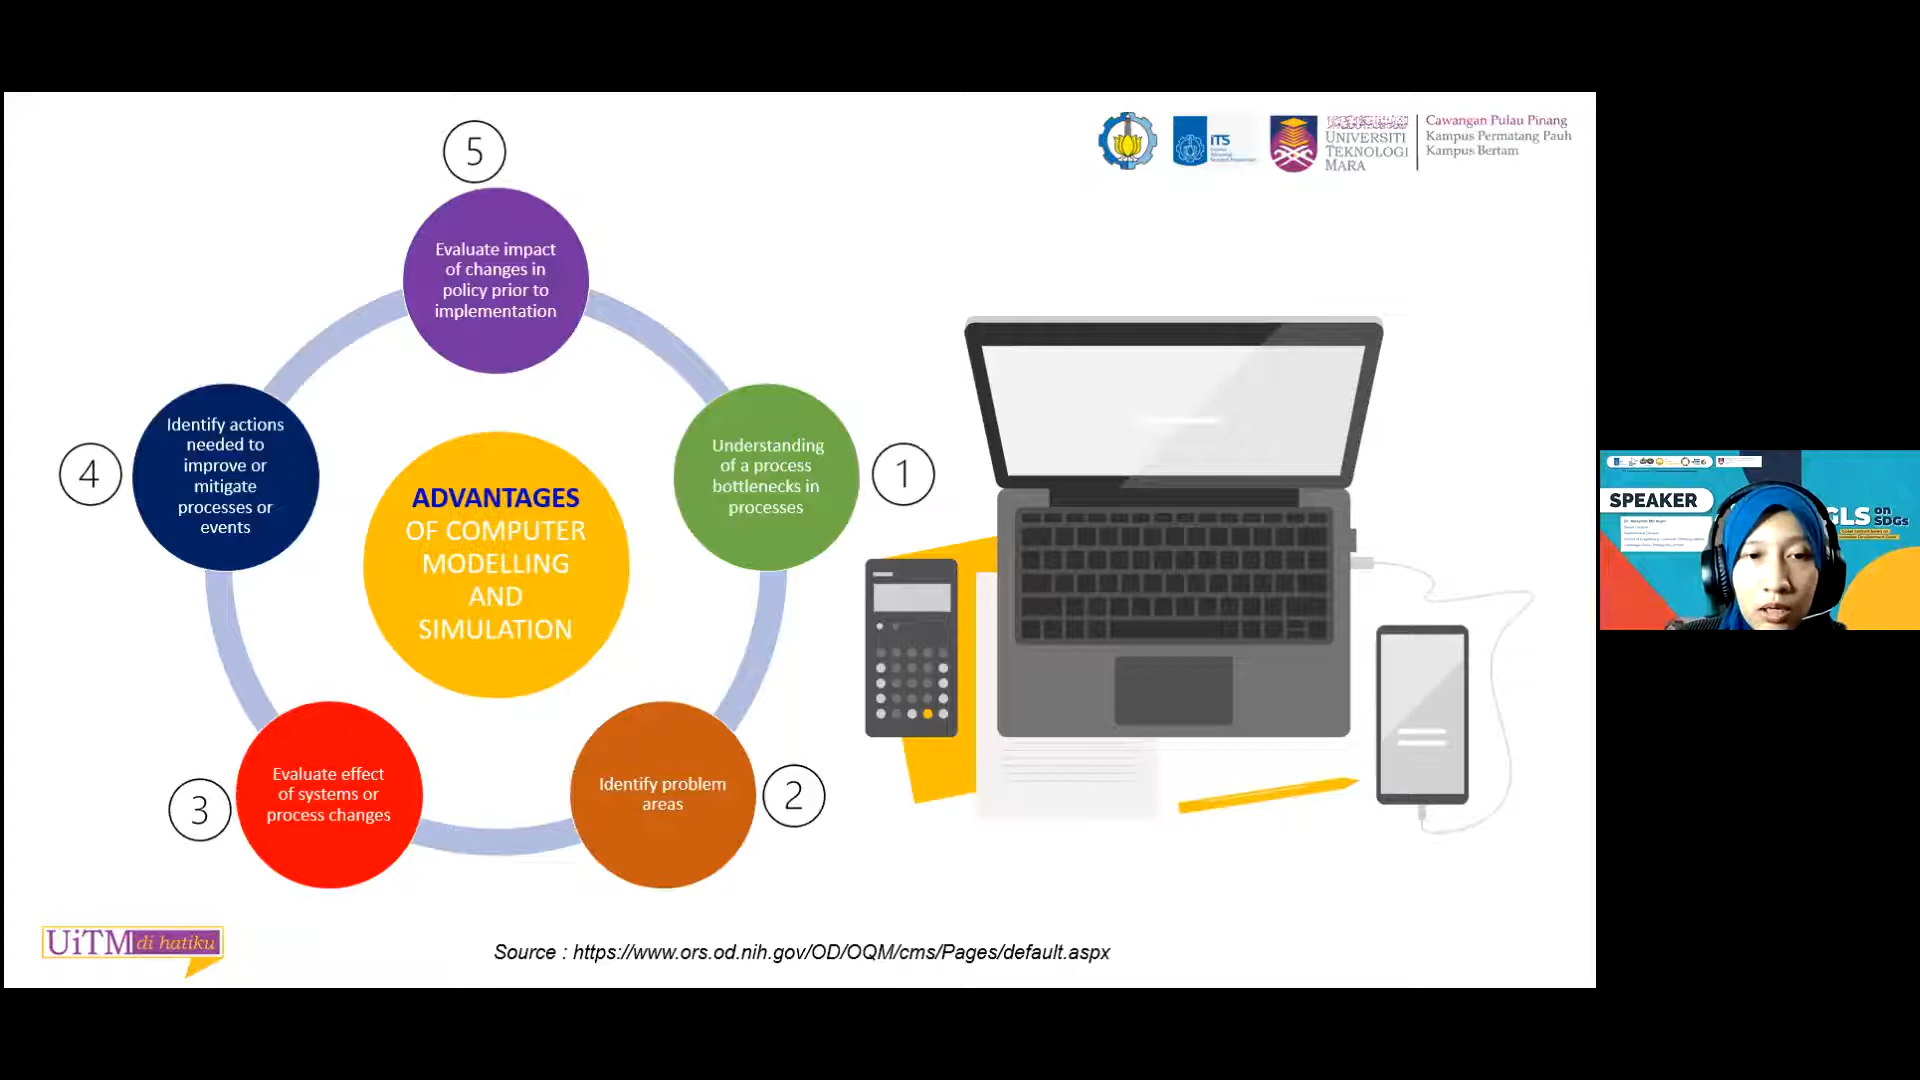 5
Evaluate impact
of changes in
policy prior to
implementation
Identify actions
needed to
improve or
mitigate
processes or
events
4
Understanding
of a process
bottlenecks in
processes
1
ADVANTAGES
OF COMPUTER
MODELLING
AND
SIMULATION
Evaluate effect
of systems or
process changes
3
Identify problem
areas
2
iTS
UNIVERSITI
TEKNOLOGI
MARA
Cawangan Pulau Pinang
Kampus Permatang Pauh
Kampus Bertam
UiTM di hatiku
Source : https://www.ors.od.nih.gov/OD/OQM/cms/Pages/default.aspx
SPEAKER
GLS on
SDGs